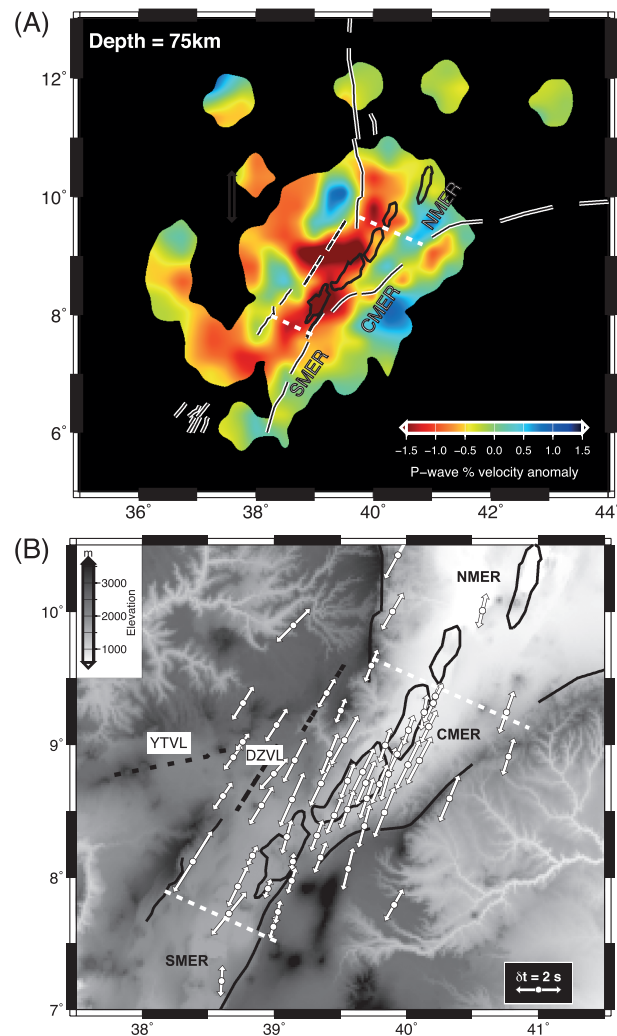 (A)
Depth = 75km
12°
10°
8°
6°
NMER
CMER
SMER
−1.5 −1.0 −0.5 0.0 0.5 1.0 1.5
P-wave % velocity anomaly
36° 38° 40° 42° 44°
(B)
m
3000
2000
1000
Elevation
NMER
10°
YTVL
DZVL
CMER
9°
8°
SMER
δt = 2 s
7°
38° 39° 40° 41°